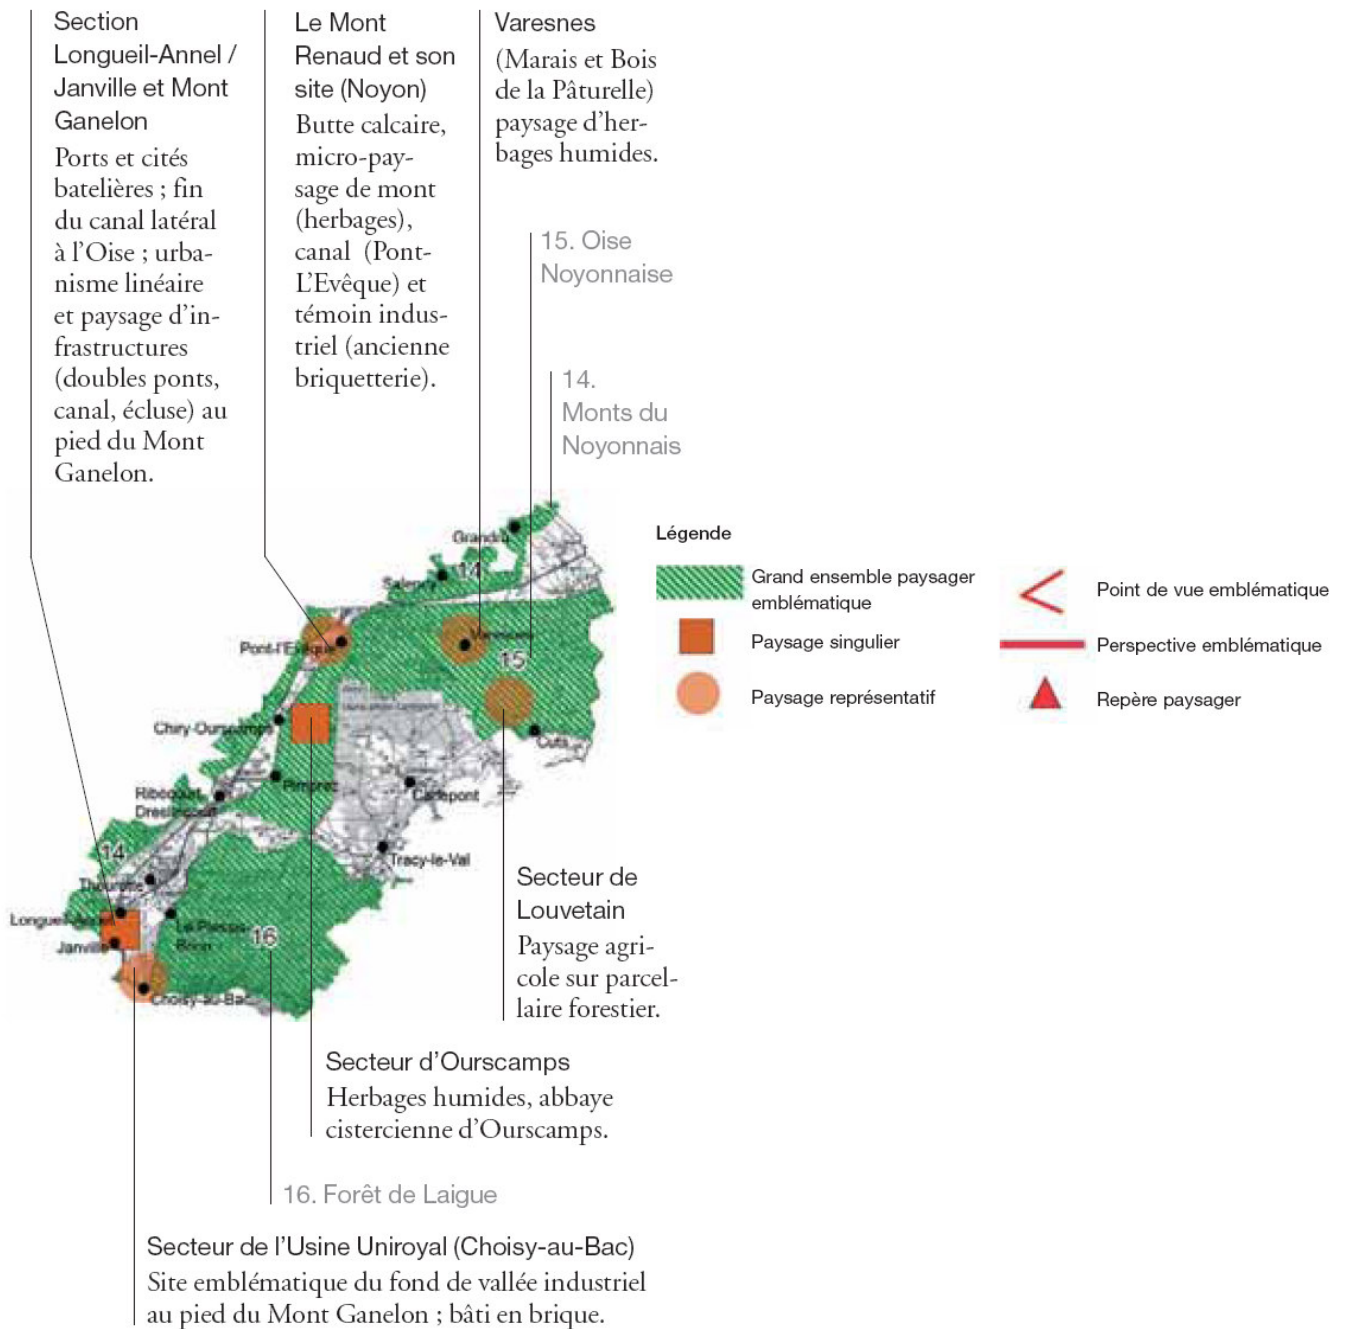 Section
Longueil-Annel /
Janville et Mont
Ganelon
Ports et cités
batelières ; fin
du canal latéral
à l'Oise ; urba-
nisme linéaire
et paysage d'in-
frastructures
(doubles ponts,
canal, écluse) au
pied du Mont
Ganelon.
Le Mont
Renaud et son
site (Noyon)
Butte calcaire,
micro-pay-
sage de mont
(herbages),
canal (Pont-
L'Evêque) et
témoin indus-
triel (ancienne
briquetterie).
Varesnes
(Marais et Bois
de la Pâturelle)
paysage d'her-
bages humides.
15. Oise
Noyonnaise
14.
Monts du
Noyonnais
Grandrû
Salency
14
Pont-l'Evêque
Varesnes
15
Chiry-Ourscamps
Cuts
Pimprez
Ribécourt
Dreslincourt
Carlepont
14
Tracy-le-Val
Thourotte
Longueil-Annel
Le Plessis-
Brion
Janville
16
Choisy-au-Bac
Légende
Grand ensemble paysager
emblématique
Paysage singulier
Paysage représentatif
Point de vue emblématique
Perspective emblématique
Repère paysager
Secteur de
Louvetain
Paysage agri-
cole sur parcel-
laire forestier.
Secteur d'Ourscamps
Herbages humides, abbaye
cistercienne d'Ourscamps.
16. Forêt de Laigue
Secteur de l'Usine Uniroyal (Choisy-au-Bac)
Site emblématique du fond de vallée industriel
au pied du Mont Ganelon ; bâti en brique.